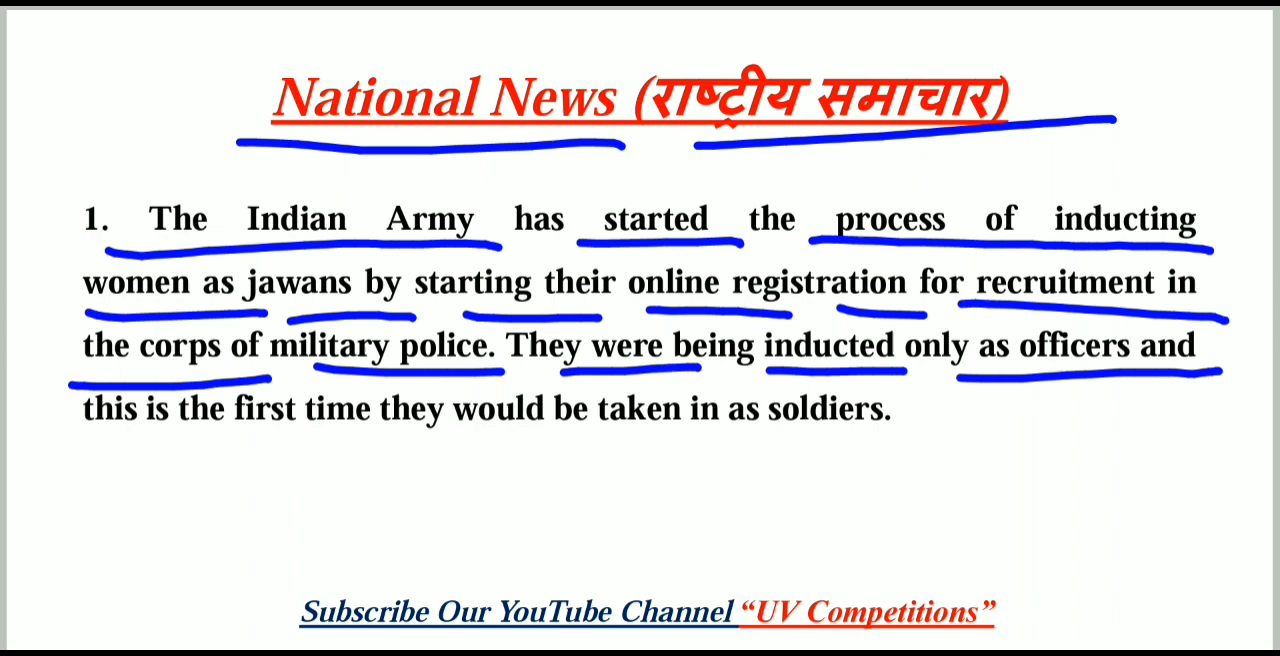 National News (राष्ट्रीय समाचार)
1. The Indian Army has started the process of inducting
women as jawans by starting their online registration for recruitment in
the corps of military police. They were being inducted only as officers and
this is the first time they would be taken in as soldiers.
Subscribe Our YouTube Channel “UV Competitions”